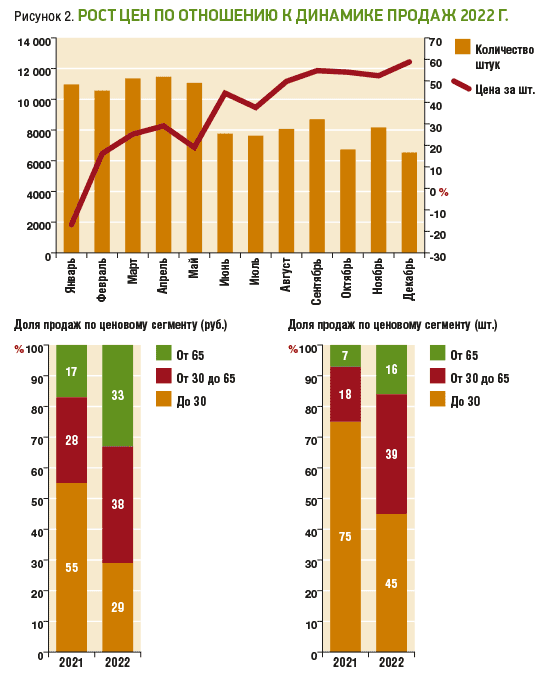 Рисунок 2. РОСТ ЦЕН ПО ОТНОШЕНИЮ К ДИНАМИКЕ ПРОДАЖ 2022 Г.
14 000
12 000
10 000
8000
6000
4000
2000
0
70
60
50
40
30
20
10
0 %
-10
-20
-30
Количество
штук
Цена за шт.
Январь
Февраль
Март
Апрель
Май
Июнь
Июль
Август
Сентябрь
Октябрь
Ноябрь
Декабрь
Доля продаж по ценовому сегменту (руб.)
%100
90
80
70
60
50
40
30
20
10
0
17
28
55
33
38
29
2021
2022
От 65
От 30 до 65
До 30
Доля продаж по ценовому сегменту (шт.)
%100
90
80
70
60
50
40
30
20
10
0
7
18
75
16
39
45
2021
2022
От 65
От 30 до 65
До 30